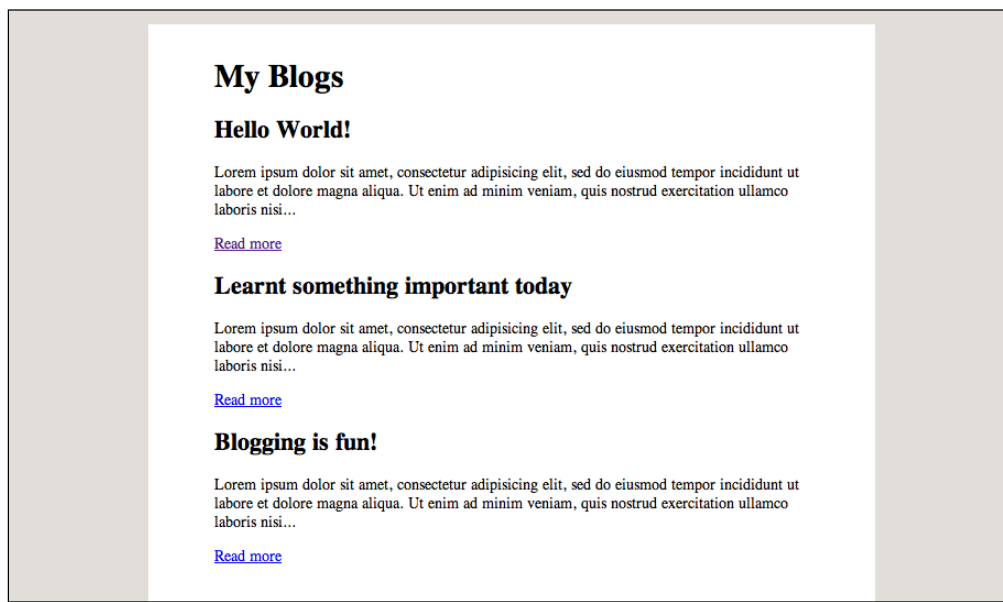 My Blogs
Hello World!
Lorem ipsum dolor sit amet, consectetur adipisicing elit, sed do eiusmod tempor incididunt ut
labore et dolore magna aliqua. Ut enim ad minim veniam, quis nostrud exercitation ullamco
laboris nisi...
Read more
Learnt something important today
Lorem ipsum dolor sit amet, consectetur adipisicing elit, sed do eiusmod tempor incididunt ut
labore et dolore magna aliqua. Ut enim ad minim veniam, quis nostrud exercitation ullamco
laboris nisi...
Read more
Blogging is fun!
Lorem ipsum dolor sit amet, consectetur adipisicing elit, sed do eiusmod tempor incididunt ut
labore et dolore magna aliqua. Ut enim ad minim veniam, quis nostrud exercitation ullamco
laboris nisi...
Read more